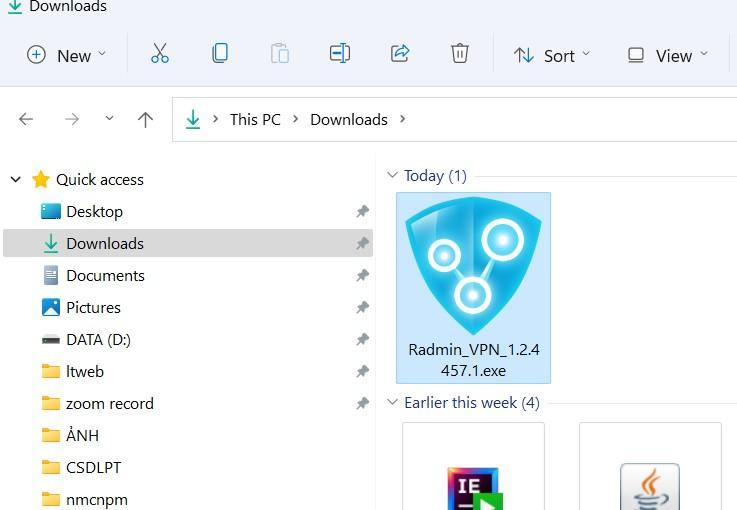 Downloads
New
Sort
View
This PC
Downloads
Quick access
Desktop
Downloads
Documents
Pictures
DATA (D:)
ltweb
zoom record
ẢNH
CSDLPT
nmcnpm
Today (1)
Radmin_VPN_1.2.4
457.1.exe
Earlier this week (4)
IE